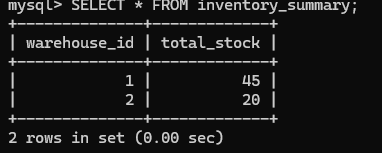 mysql> SELECT * FROM inventory_summary;
+--------------+-------------+
| warehouse_id | total_stock |
+--------------+-------------+
|            1 |          45 |
|            2 |          20 |
+--------------+-------------+
2 rows in set (0.00 sec)